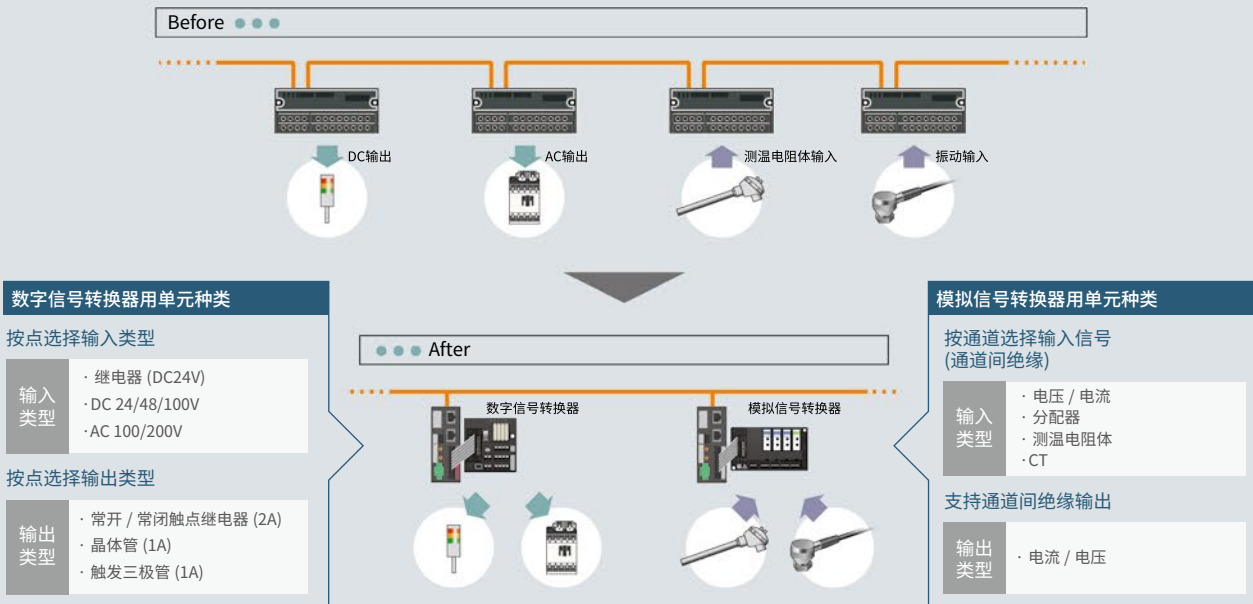 Before
DC输出
AC输出
测温电阻体输入
振动输入
数字信号转换器用单元种类
按点选择输入类型
输入
类型
· 继电器 (DC24V)
·DC 24/48/100V
·AC 100/200V
按点选择输出类型
输出
类型
· 常开 / 常闭触点继电器 (2A)
· 晶体管 (1A)
· 触发三极管 (1A)
After
数字信号转换器
模拟信号转换器
模拟信号转换器用单元种类
按通道选择输入信号
(通道间绝缘)
输入
类型
· 电压 / 电流
· 分配器
· 测温电阻体
·CT
支持通道间绝缘输出
输出
类型
· 电流 / 电压